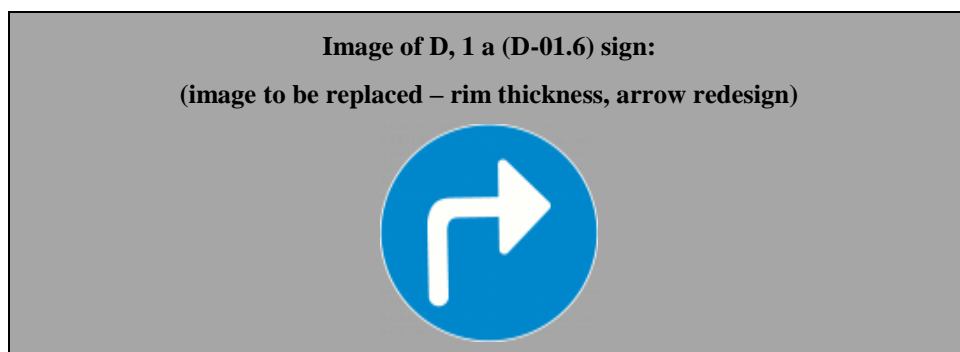 Image of D, 1 a (D-01.6) sign:
(image to be replaced – rim thickness, arrow redesign)